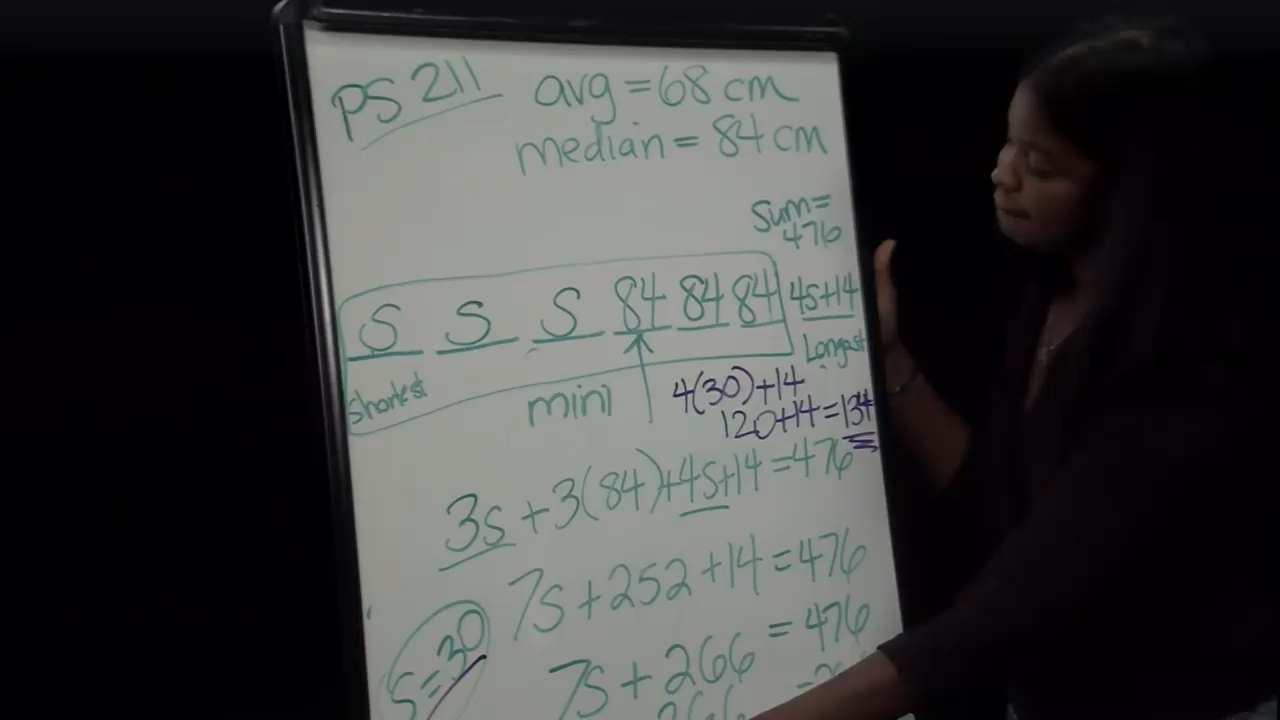 PS 211
avg = 68 cm
median = 84 cm
Sum =
476
S S S 84 84 84 4s+14
Shortest
Longest
mini
4(30)+14
120+14=134
3s + 3(84)+4s+14=476
7s+252+14=476
7s + 266 = 476
s=30